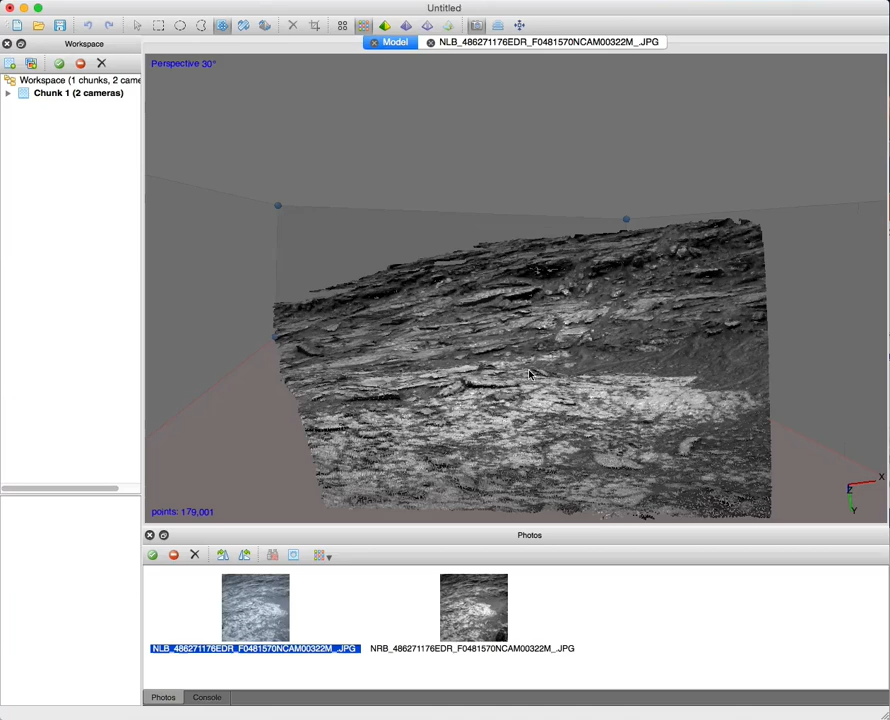 Untitled
Workspace
Model
NLB_486271176EDR_F0481570NCAM00322M_.JPG
Workspace (1 chunks, 2 came
Chunk 1 (2 cameras)
Perspective 30°
X
Z
Y
points: 179,001
Photos
NLB_486271176EDR_F0481570NCAM00322M_.JPG
NRB_486271176EDR_F0481570NCAM00322M_.JPG
Photos
Console